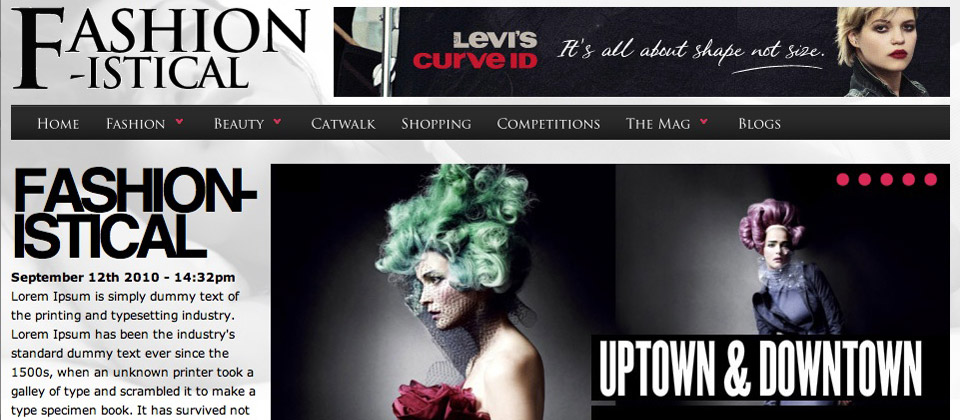 FASHION
-ISTICAL
LEVI'S
CURVE ID
It's all about shape not size.
HOME FASHION BEAUTY CATWALK SHOPPING COMPETITIONS THE MAG BLOGS
FASHION-
ISTICAL
September 12th 2010 - 14:32pm
Lorem Ipsum is simply dummy text of
the printing and typesetting industry.
Lorem Ipsum has been the industry's
standard dummy text ever since the
1500s, when an unknown printer took a
galley of type and scrambled it to make a
type specimen book. It has survived not
UPTOWN & DOWNTOWN